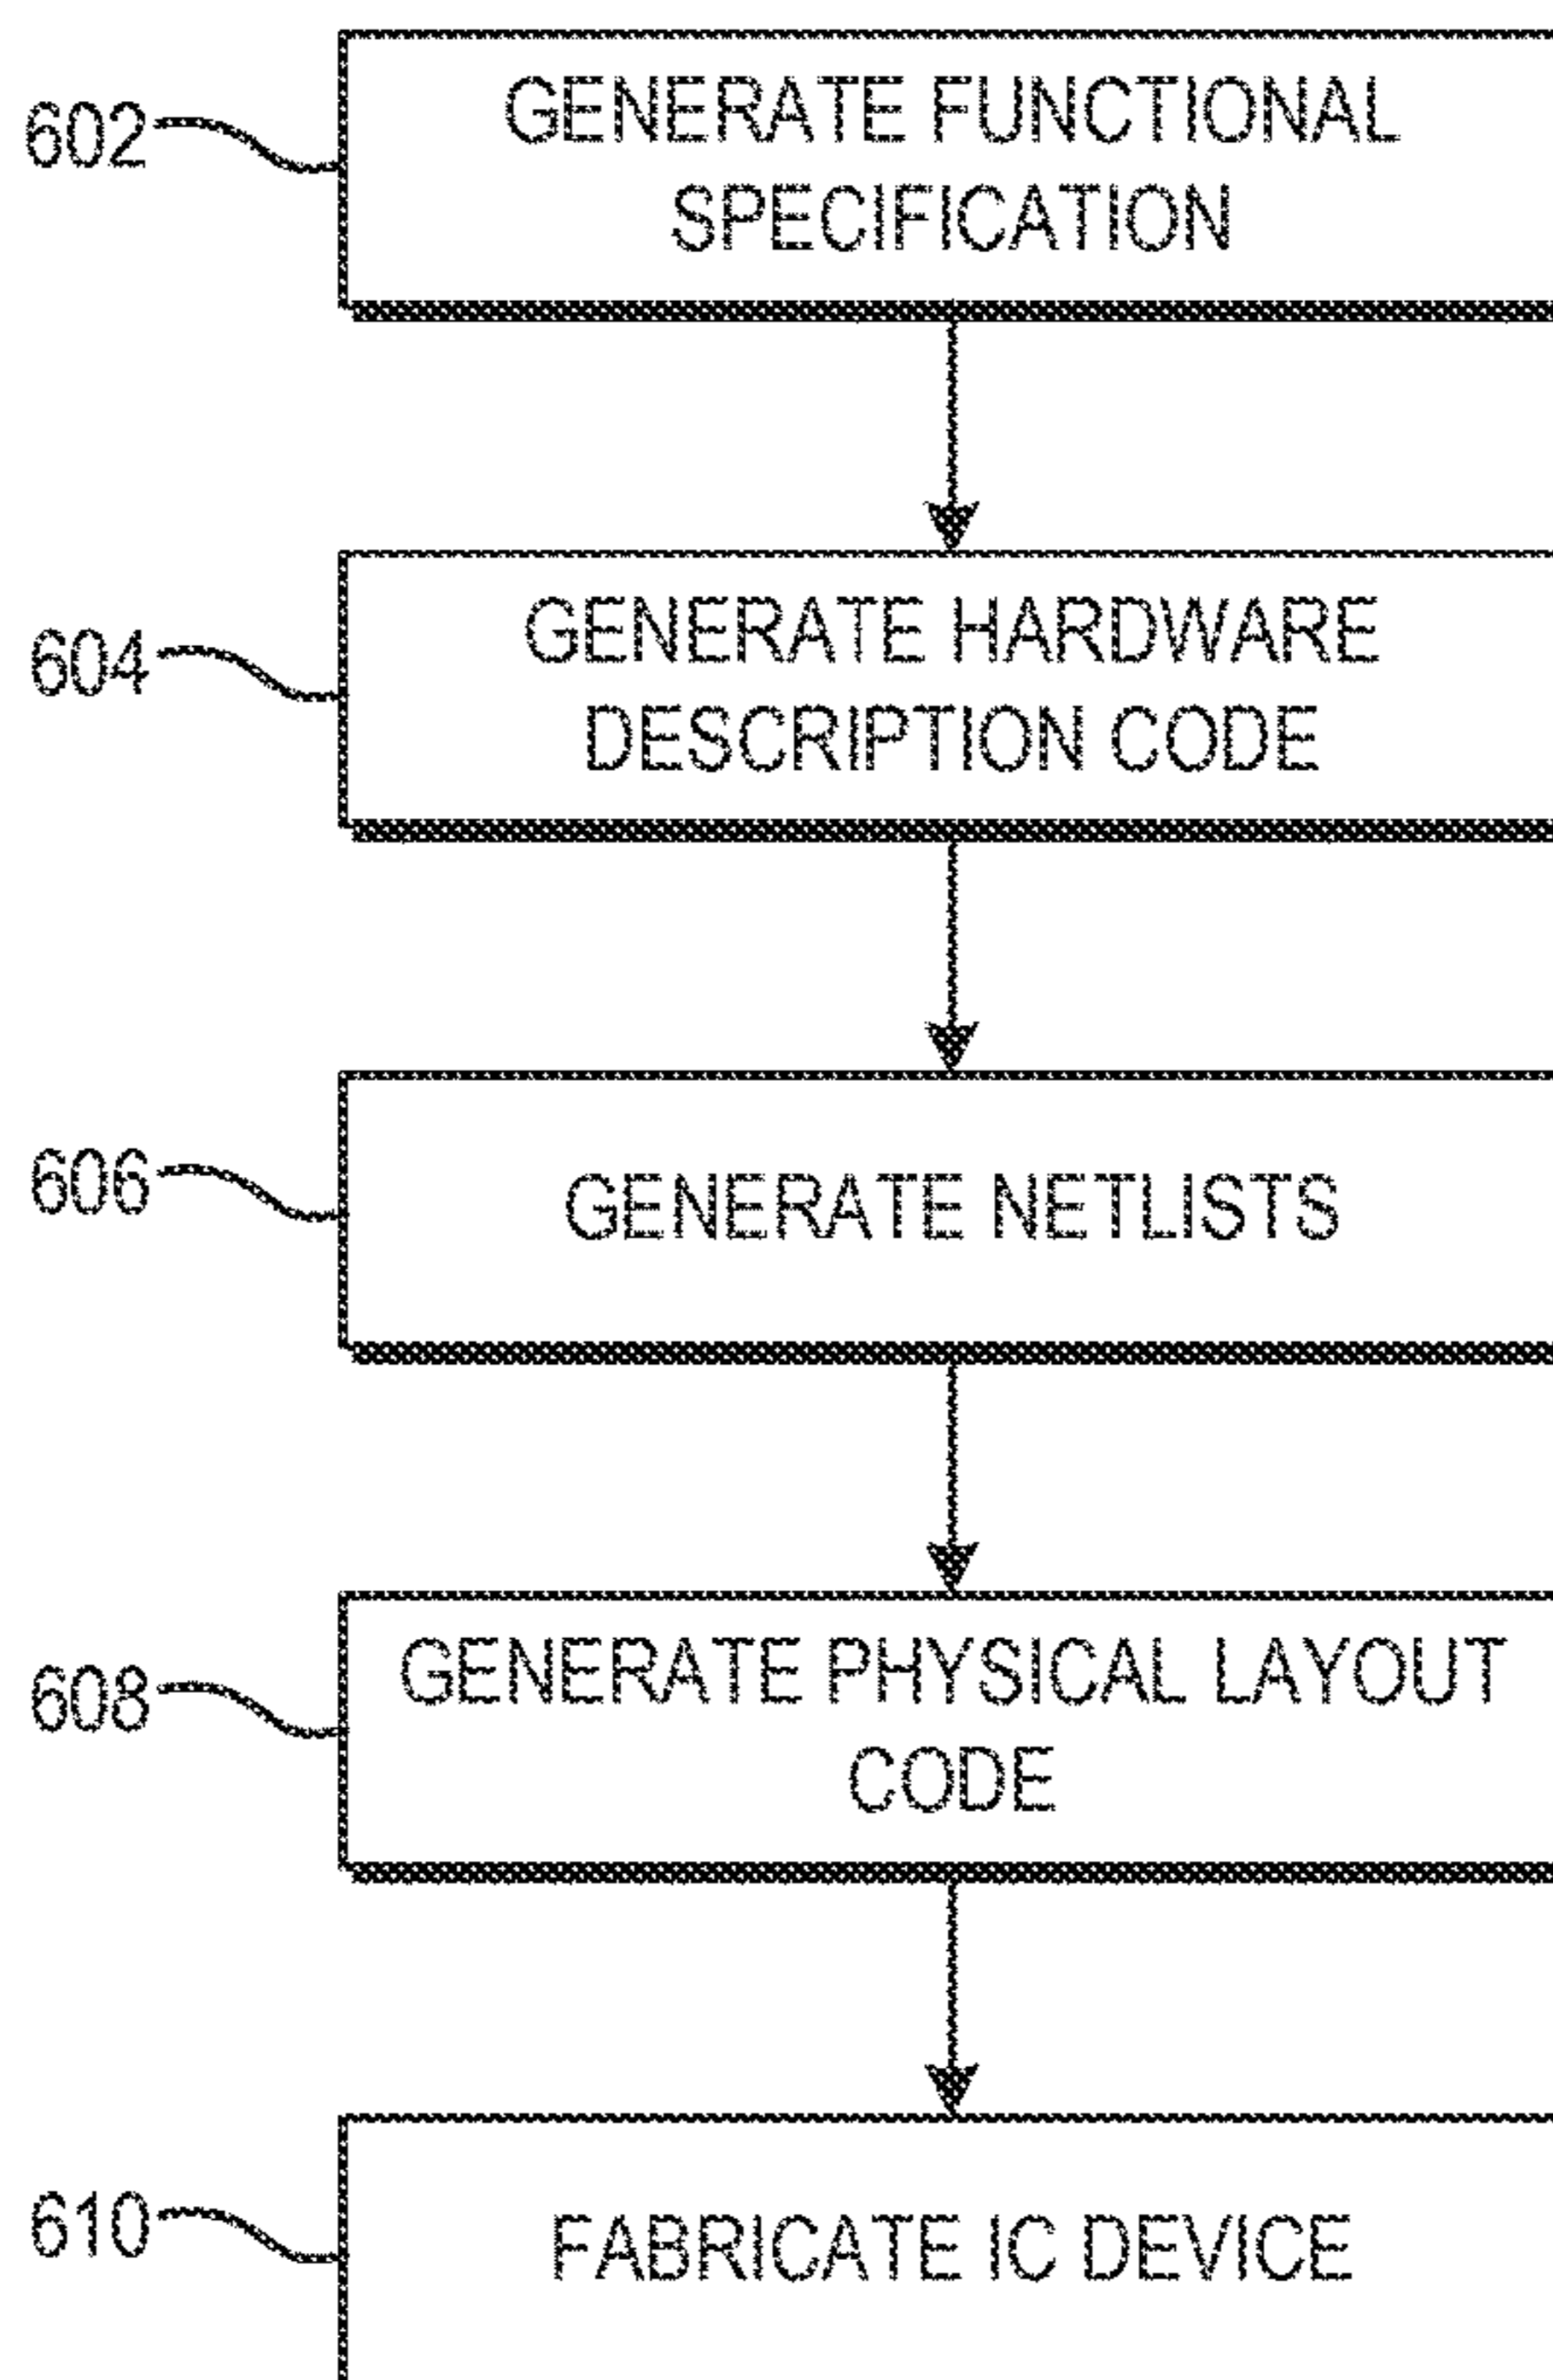 602
GENERATE FUNCTIONAL
SPECIFICATION
604
GENERATE HARDWARE
DESCRIPTION CODE
606
GENERATE NETLISTS
608
GENERATE PHYSICAL LAYOUT
CODE
610
FABRICATE IC DEVICE